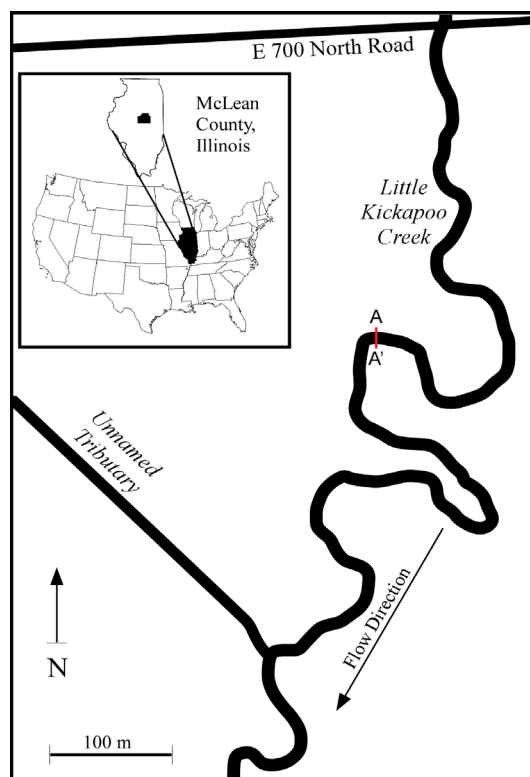 E 700 North Road
McLean
County,
Illinois
Little
Kickapoo
Creek
A
A'
Unnamed
Tributary
Flow Direction
N
100 m